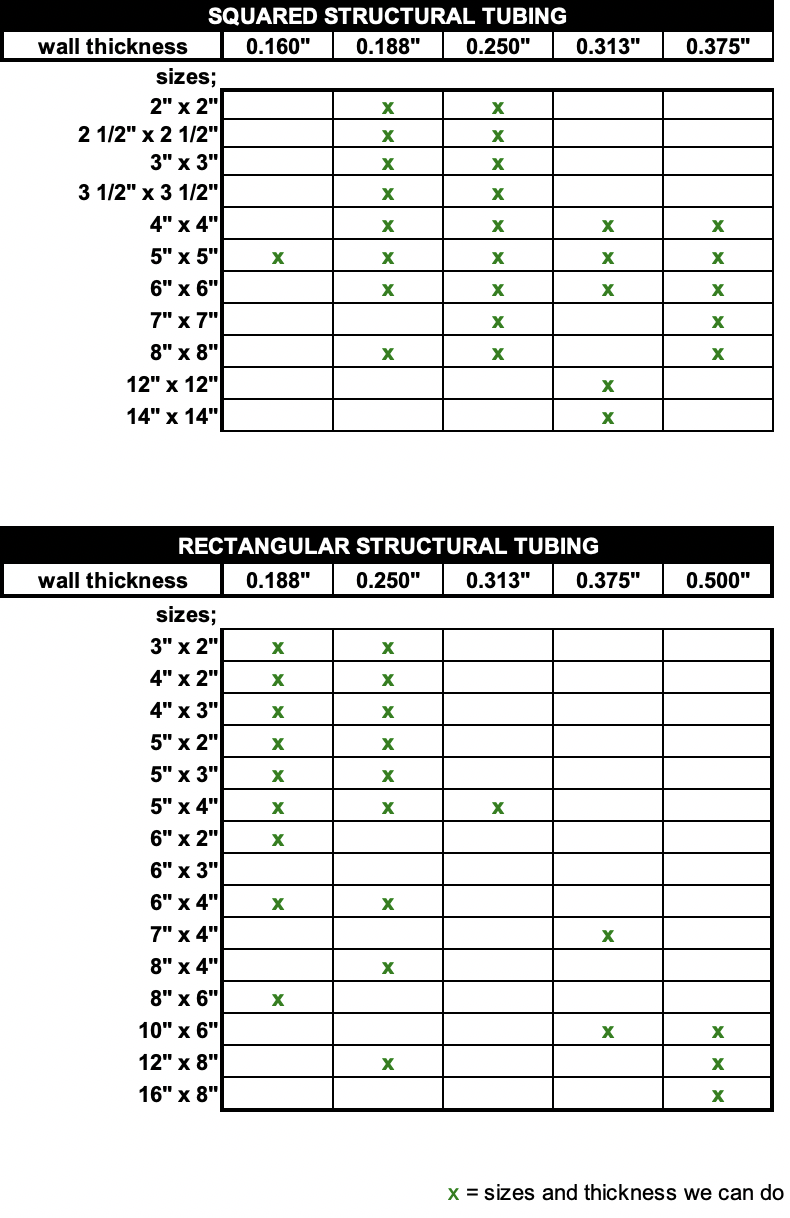 SQUARED STRUCTURAL TUBING
wall thickness 0.160" 0.188" 0.250" 0.313" 0.375"
sizes;
2" x 2" x x
2 1/2" x 2 1/2" x x
3" x 3" x x
3 1/2" x 3 1/2" x x
4" x 4" x x x x
5" x 5" x x x x x
6" x 6" x x x x
7" x 7" x x
8" x 8" x x x
12" x 12" x
14" x 14" x
RECTANGULAR STRUCTURAL TUBING
wall thickness 0.188" 0.250" 0.313" 0.375" 0.500"
sizes;
3" x 2" x x
4" x 2" x x
4" x 3" x x
5" x 2" x x
5" x 3" x x
5" x 4" x x x
6" x 2" x
6" x 3"
6" x 4" x x
7" x 4" x
8" x 4" x
8" x 6" x
10" x 6" x x
12" x 8" x x
16" x 8" x
x = sizes and thickness we can do